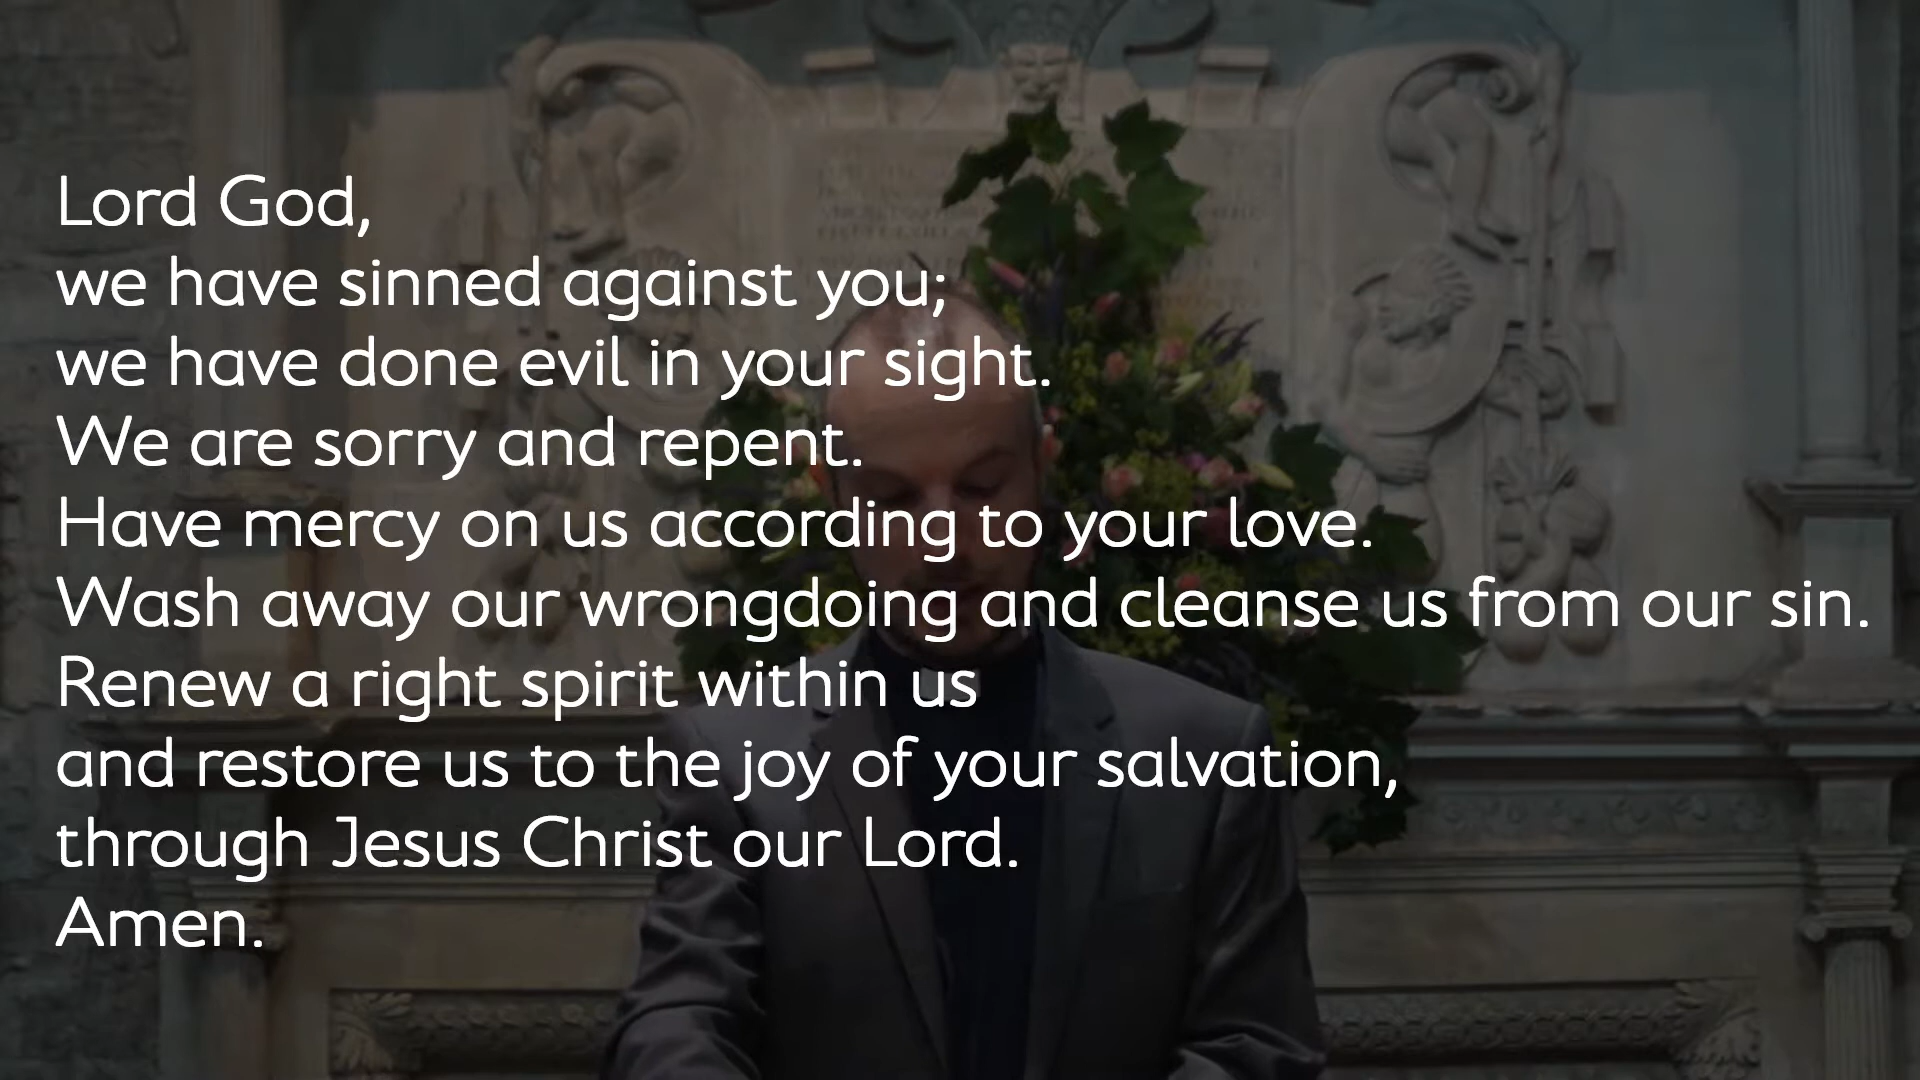 Lord God,
we have sinned against you;
we have done evil in your sight.
We are sorry and repent.
Have mercy on us according to your love.
Wash away our wrongdoing and cleanse us from our sin.
Renew a right spirit within us
and restore us to the joy of your salvation,
through Jesus Christ our Lord.
Amen.